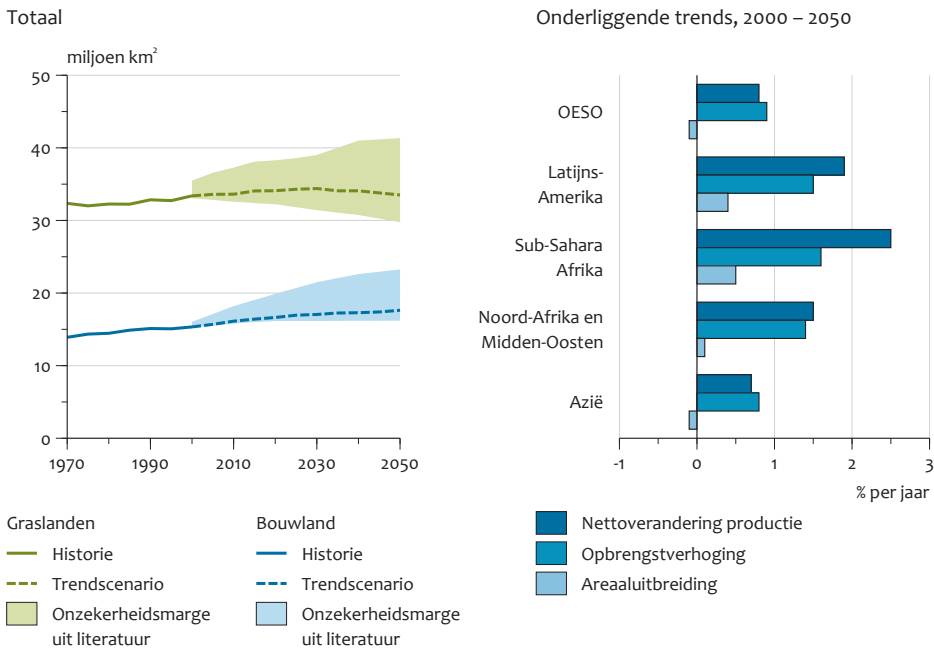 Totaal
miljoen km²
50
40
30
20
10
0
1970 1990 2010 2030 2050
Graslanden
Historie
Trendscenario
Onzekerheidsmarge
uit literatuur
Bouwland
Historie
Trendscenario
Onzekerheidsmarge
uit literatuur
Onderliggende trends, 2000 – 2050
OESO
Latijns-
Amerika
Sub-Sahara
Afrika
Noord-Afrika en
Midden-Oosten
Azië
-1 0 1 2 3
% per jaar
Nettoverandering productie
Opbrengstverhoging
Areaaluitbreiding